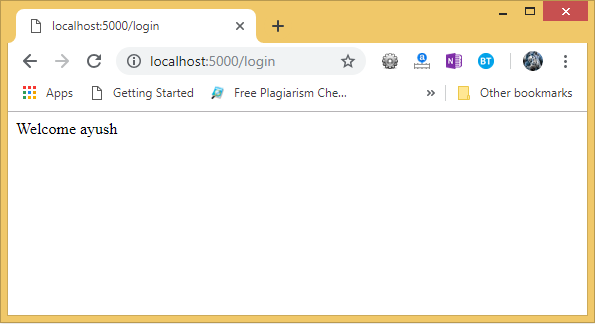 localhost:5000/login
localhost:5000/login
Apps Getting Started Free Plagiarism Che... » Other bookmarks
Welcome ayush